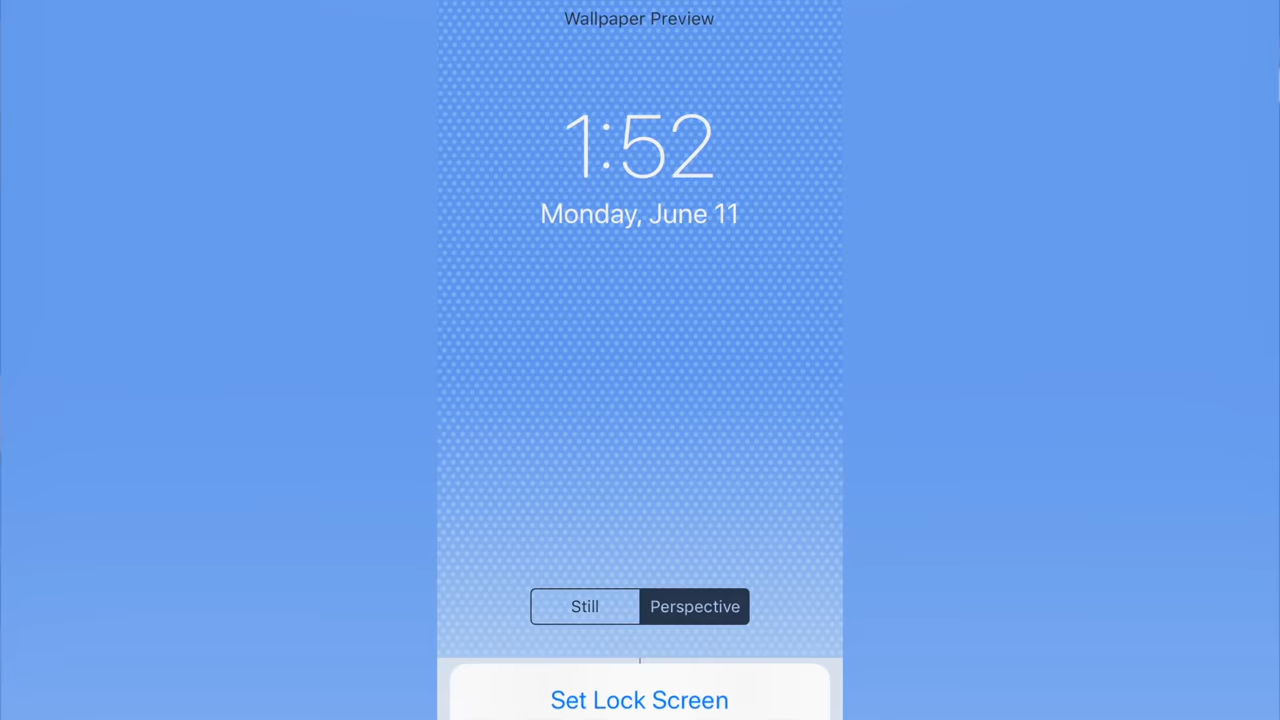 Wallpaper Preview
1:52
Monday, June 11
Still
Perspective
Set Lock Screen